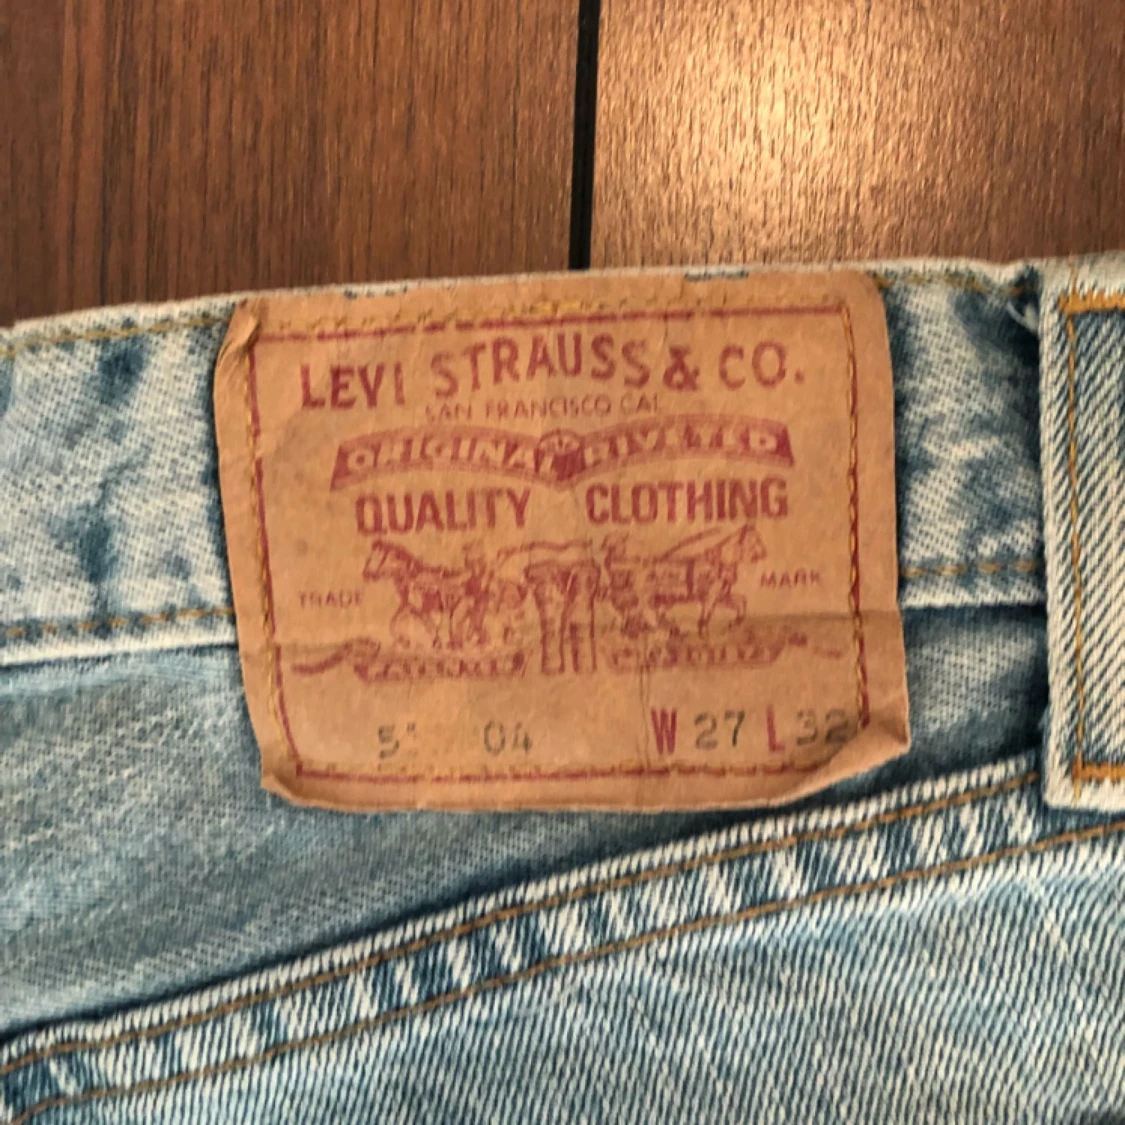 LEVI STRAUSS & CO.
SAN FRANCISCO CAL
ORIGINAL RIVETED
QUALITY CLOTHING
TRADE MARK
04 W 27 L 32